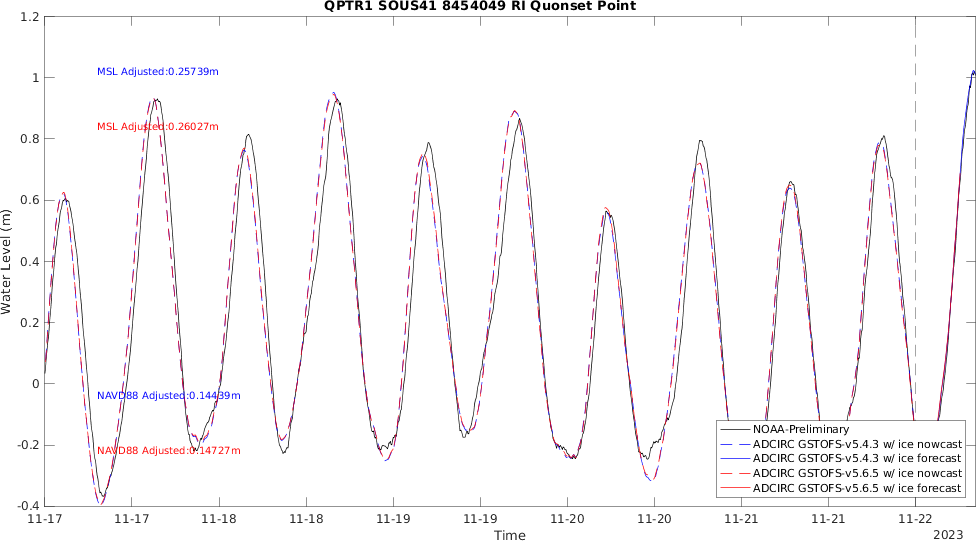 QPTR1 SOUS41 8454049 RI Quonset Point
1.2
1
0.8
0.6
0.4
0.2
0
-0.2
-0.4
Water Level (m)
MSL Adjusted:0.25739m
MSL Adjusted:0.26027m
NAVD88 Adjusted:0.14439m
NAVD88 Adjusted:0.14727m
NOAA-Preliminary
ADCIRC GSTOFS-v5.4.3 w/ ice nowcast
ADCIRC GSTOFS-v5.4.3 w/ ice forecast
ADCIRC GSTOFS-v5.6.5 w/ ice nowcast
ADCIRC GSTOFS-v5.6.5 w/ ice forecast
11-17 11-17 11-18 11-18 11-19 11-19 11-20 11-20 11-21 11-21 11-22
Time
2023